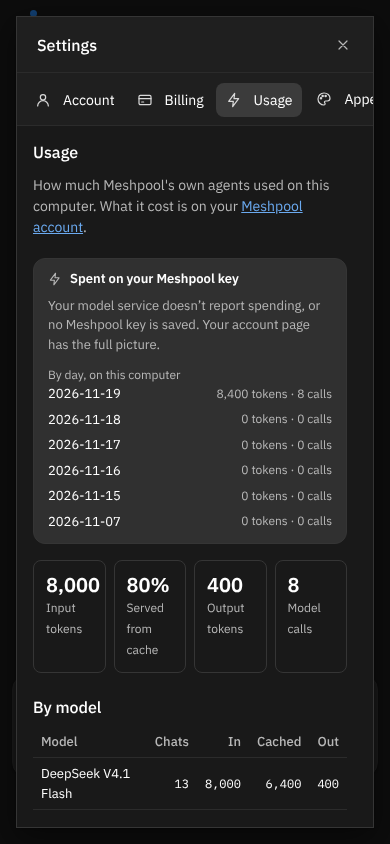 Settings
Account Billing Usage Appe
Usage
How much Meshpool's own agents used on this
computer. What it cost is on your Meshpool
account.
Spent on your Meshpool key
Your model service doesn’t report spending, or
no Meshpool key is saved. Your account page
has the full picture.
By day, on this computer
2026-11-19 8,400 tokens · 8 calls
2026-11-18 0 tokens · 0 calls
2026-11-17 0 tokens · 0 calls
2026-11-16 0 tokens · 0 calls
2026-11-15 0 tokens · 0 calls
2026-11-07 0 tokens · 0 calls
8,000 80% 400 8
Input Served Output Model
tokens from tokens calls
cache
By model
Model Chats In Cached Out
DeepSeek V4.1
Flash 13 8,000 6,400 400